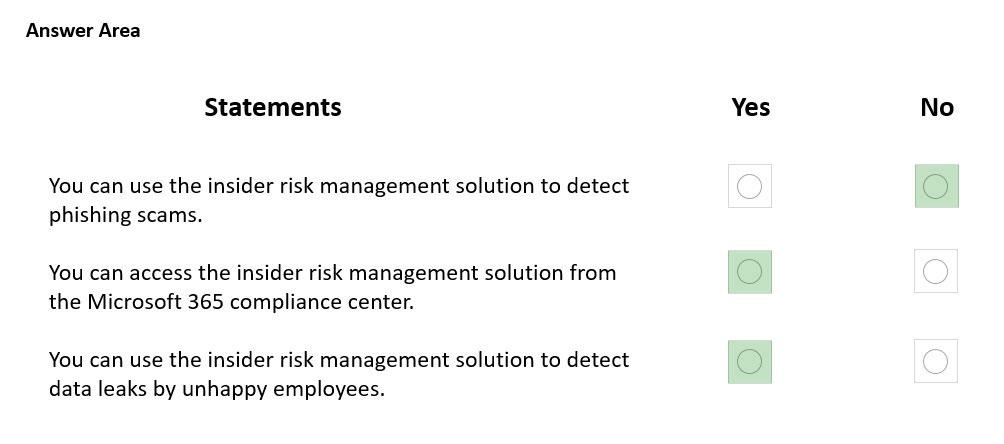 Answer Area
Statements Yes No
You can use the insider risk management solution to detect
phishing scams.
You can access the insider risk management solution from
the Microsoft 365 compliance center.
You can use the insider risk management solution to detect
data leaks by unhappy employees.